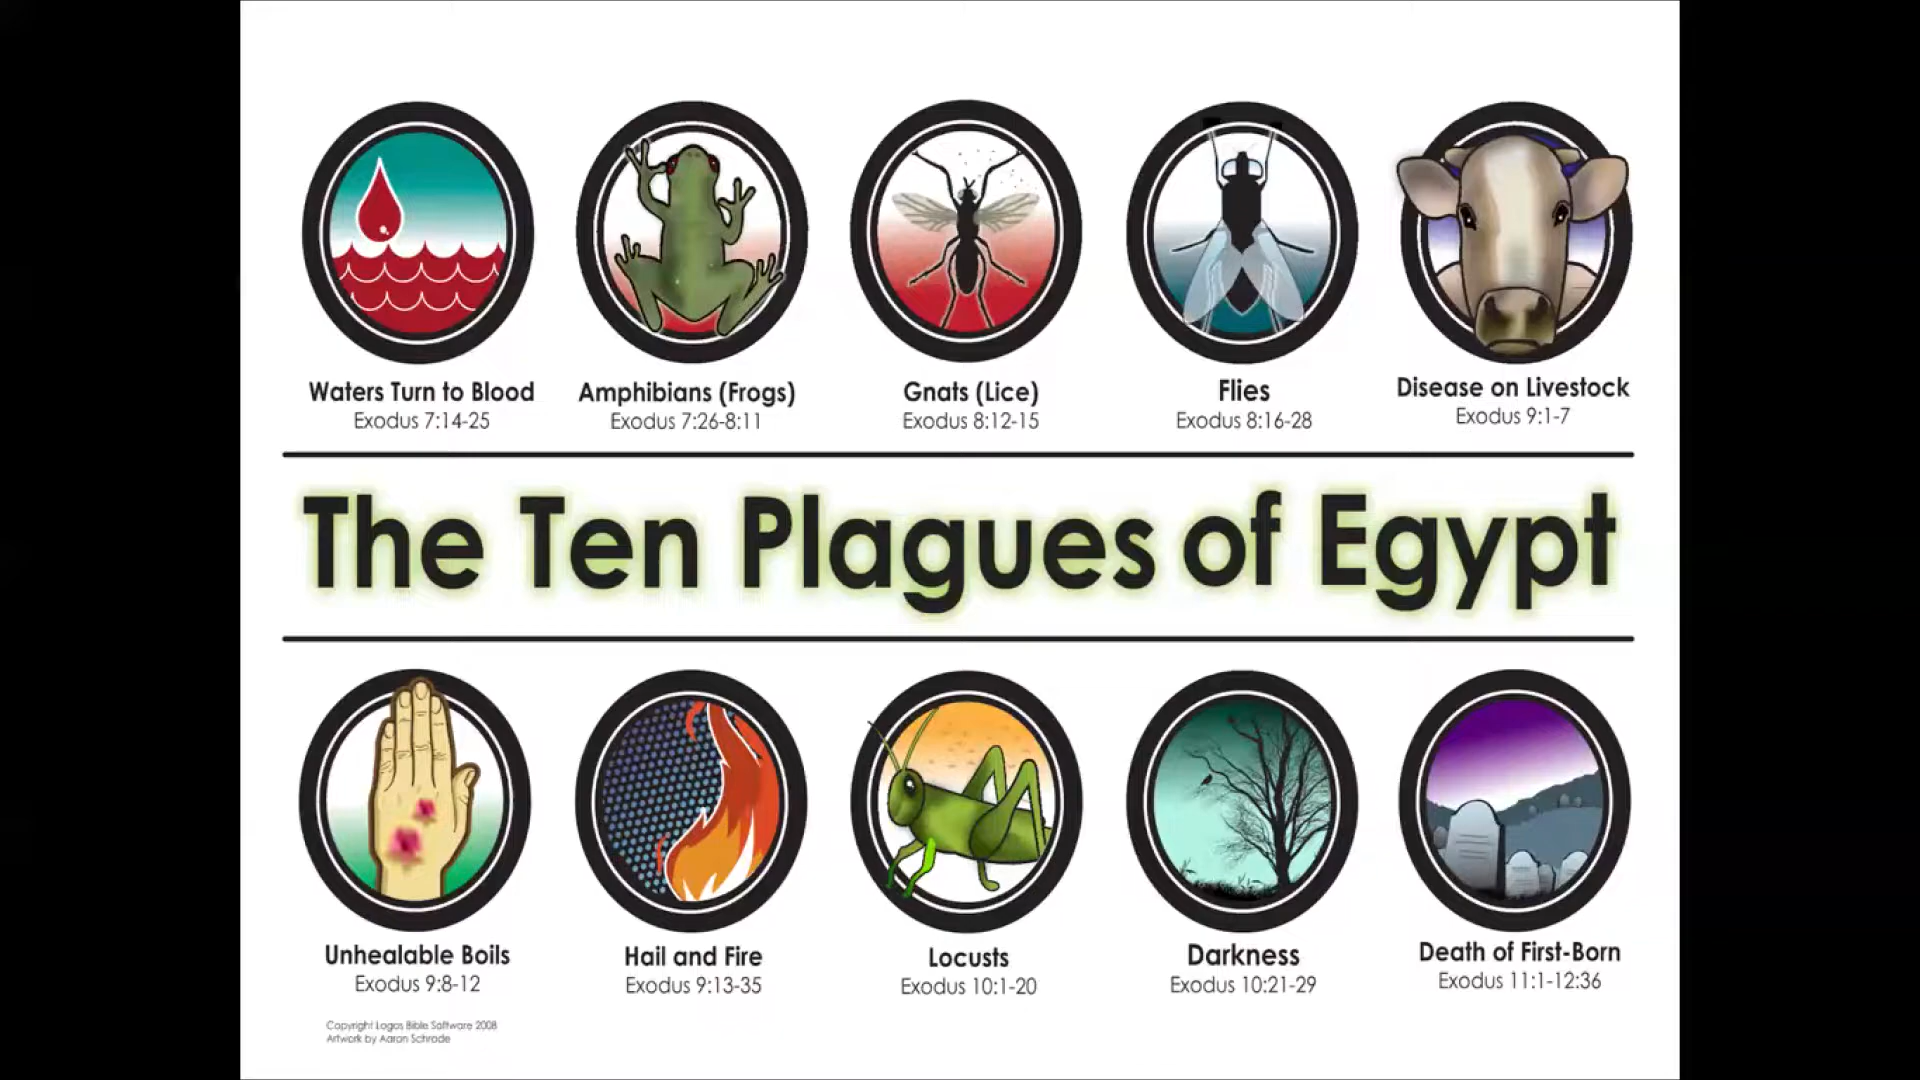 Waters Turn to Blood
Exodus 7:14-25
Amphibians (Frogs)
Exodus 7:26-8:11
Gnats (Lice)
Exodus 8:12-15
Flies
Exodus 8:16-28
Disease on Livestock
Exodus 9:1-7
The Ten Plagues of Egypt
Unhealable Boils
Exodus 9:8-12
Hail and Fire
Exodus 9:13-35
Locusts
Exodus 10:1-20
Darkness
Exodus 10:21-29
Death of First-Born
Exodus 11:1-12:36
Copyright Logos Bible Software 2008
Artwork by Aaron Schrade